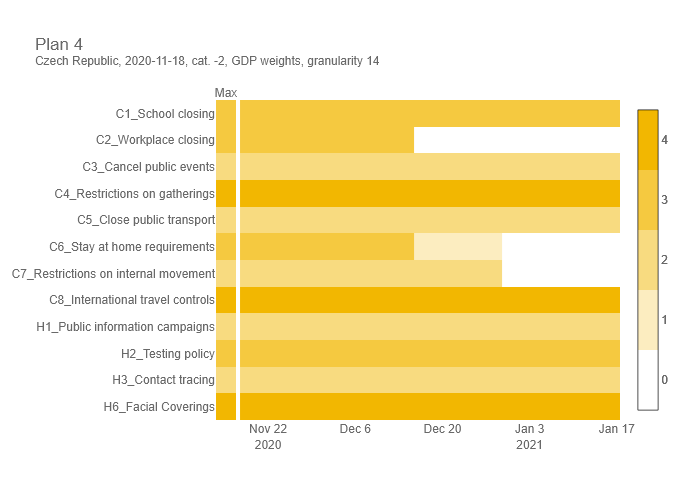 Plan 4
Czech Republic, 2020-11-18, cat. -2, GDP weights, granularity 14
Max
C1_School closing
C2_Workplace closing
C3_Cancel public events
C4_Restrictions on gatherings
C5_Close public transport
C6_Stay at home requirements
C7_Restrictions on internal movement
C8_International travel controls
H1_Public information campaigns
H2_Testing policy
H3_Contact tracing
H6_Facial Coverings
Nov 22 Dec 6 Dec 20 Jan 3 Jan 17
2020 2021
4
3
2
1
0